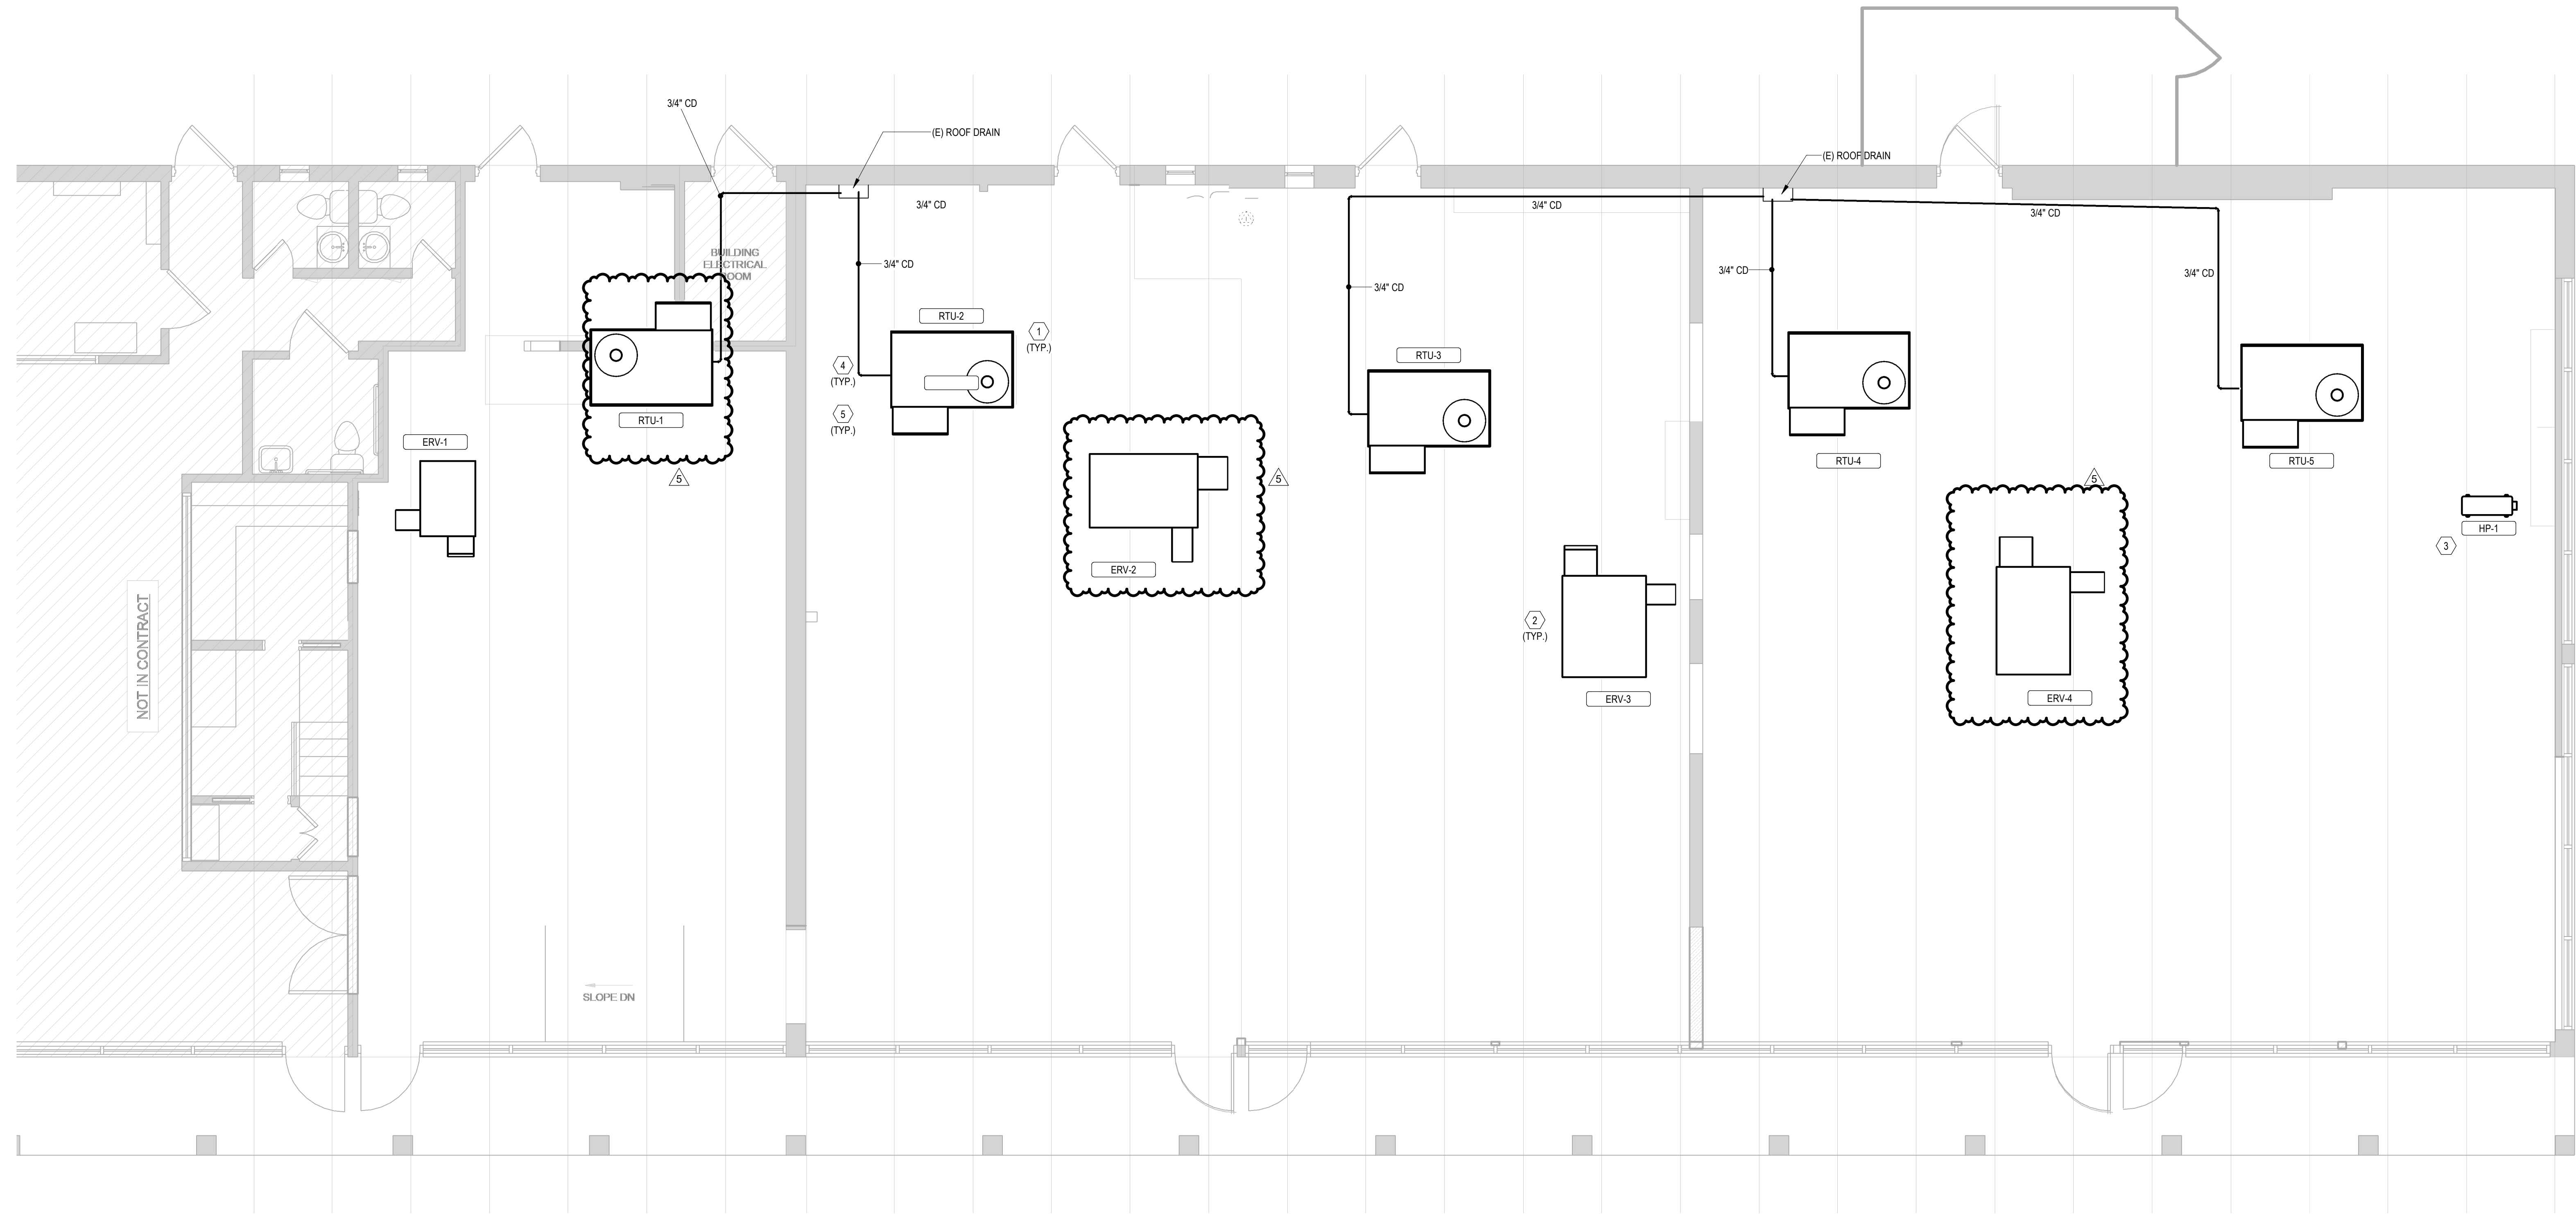 3/4" CD
(E) ROOF DRAIN
(E) ROOF DRAIN
3/4" CD
3/4" CD
3/4" CD
BUILDING
ELECTRICAL
ROOM
3/4" CD
3/4" CD
3/4" CD
3/4" CD
RTU-2
1
(TYP.)
RTU-3
4
(TYP.)
5
(TYP.)
RTU-1
ERV-1
RTU-4
RTU-5
5
5
5
HP-1
3
ERV-2
2
(TYP.)
ERV-3
ERV-4
NOT IN CONTRACT
SLOPE DN